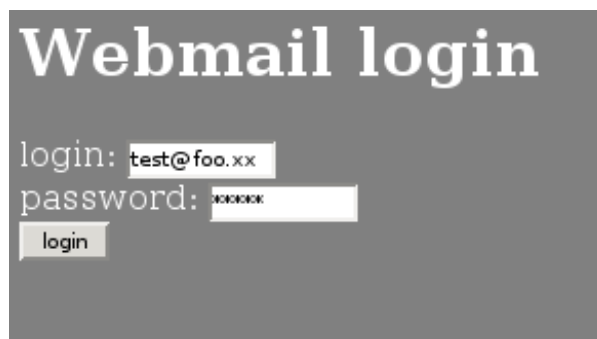 Webmail login
login: test@foo.xx
password: *****
login